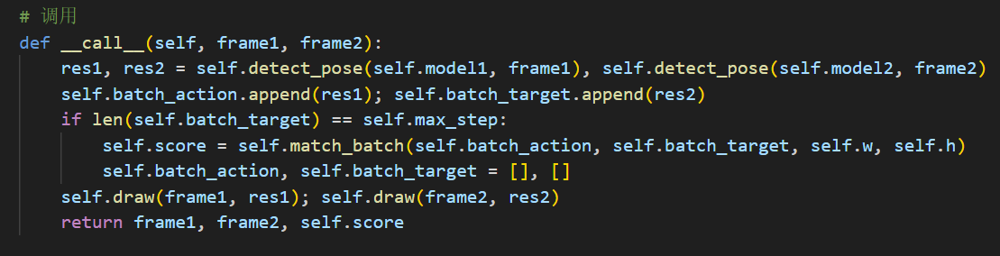 # 调用
def __call__(self, frame1, frame2):
    res1, res2 = self.detect_pose(self.model1, frame1), self.detect_pose(self.model2, frame2)
    self.batch_action.append(res1); self.batch_target.append(res2)
    if len(self.batch_target) == self.max_step:
        self.score = self.match_batch(self.batch_action, self.batch_target, self.w, self.h)
        self.batch_action, self.batch_target = [], []
    self.draw(frame1, res1); self.draw(frame2, res2)
    return frame1, frame2, self.score